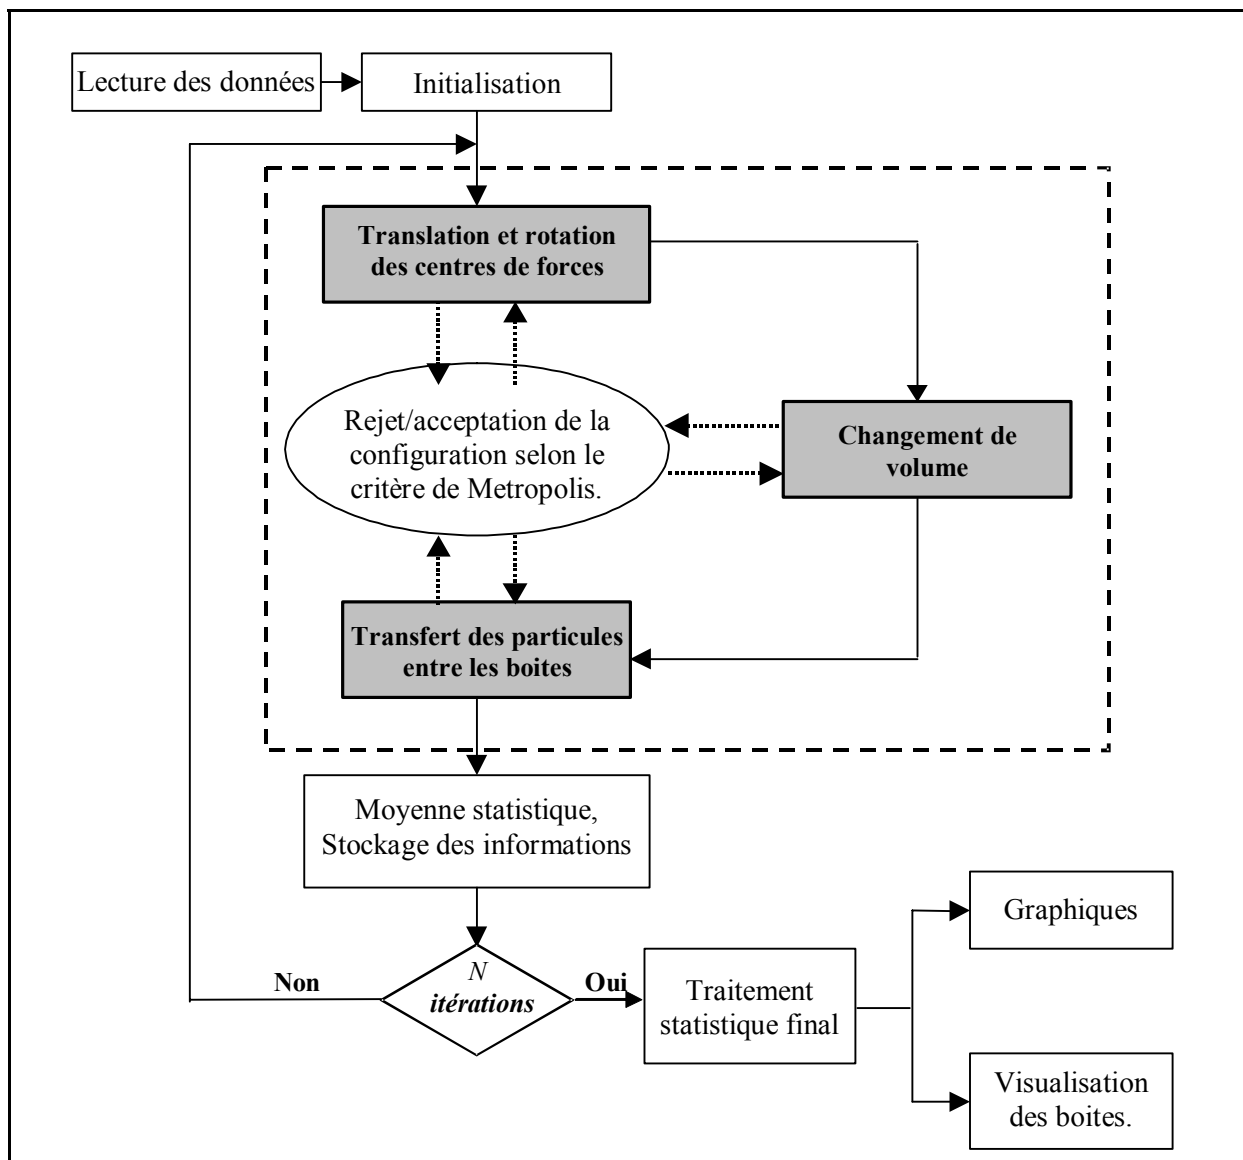 Lecture des données
Initialisation
Translation et rotation
des centres de forces
Rejet/acceptation de la
configuration selon le
critère de Metropolis.
Changement de
volume
Transfert des particules
entre les boites
Moyenne statistique,
Stockage des informations
N
itérations
Non
Oui
Traitement
statistique final
Graphiques
Visualisation
des boites.